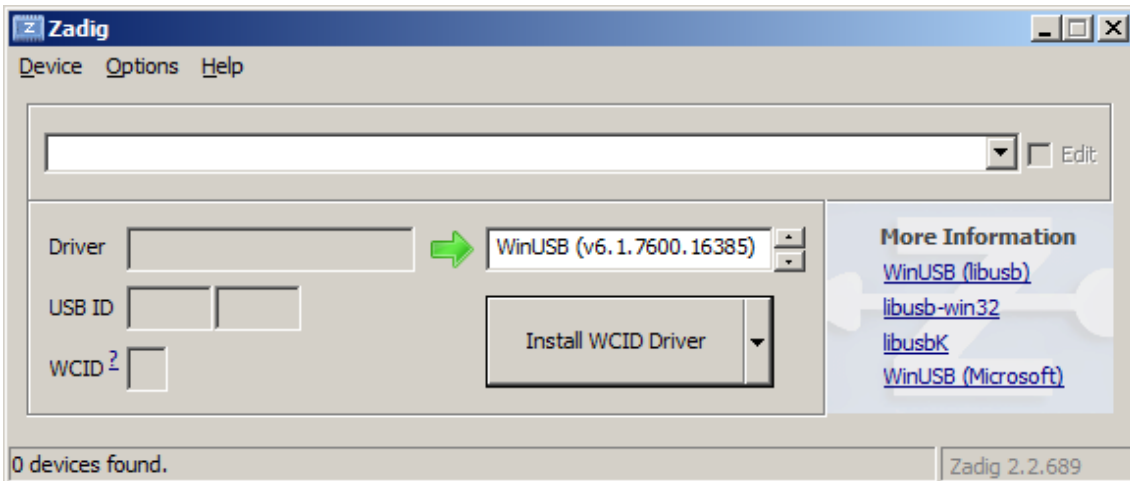 Zadig
Device Options Help
Edit
Driver
WinUSB (v6.1.7600.16385)
USB ID
WCID ?
Install WCID Driver
More Information
WinUSB (libusb)
libusb-win32
libusbK
WinUSB (Microsoft)
0 devices found.
Zadig 2.2.689